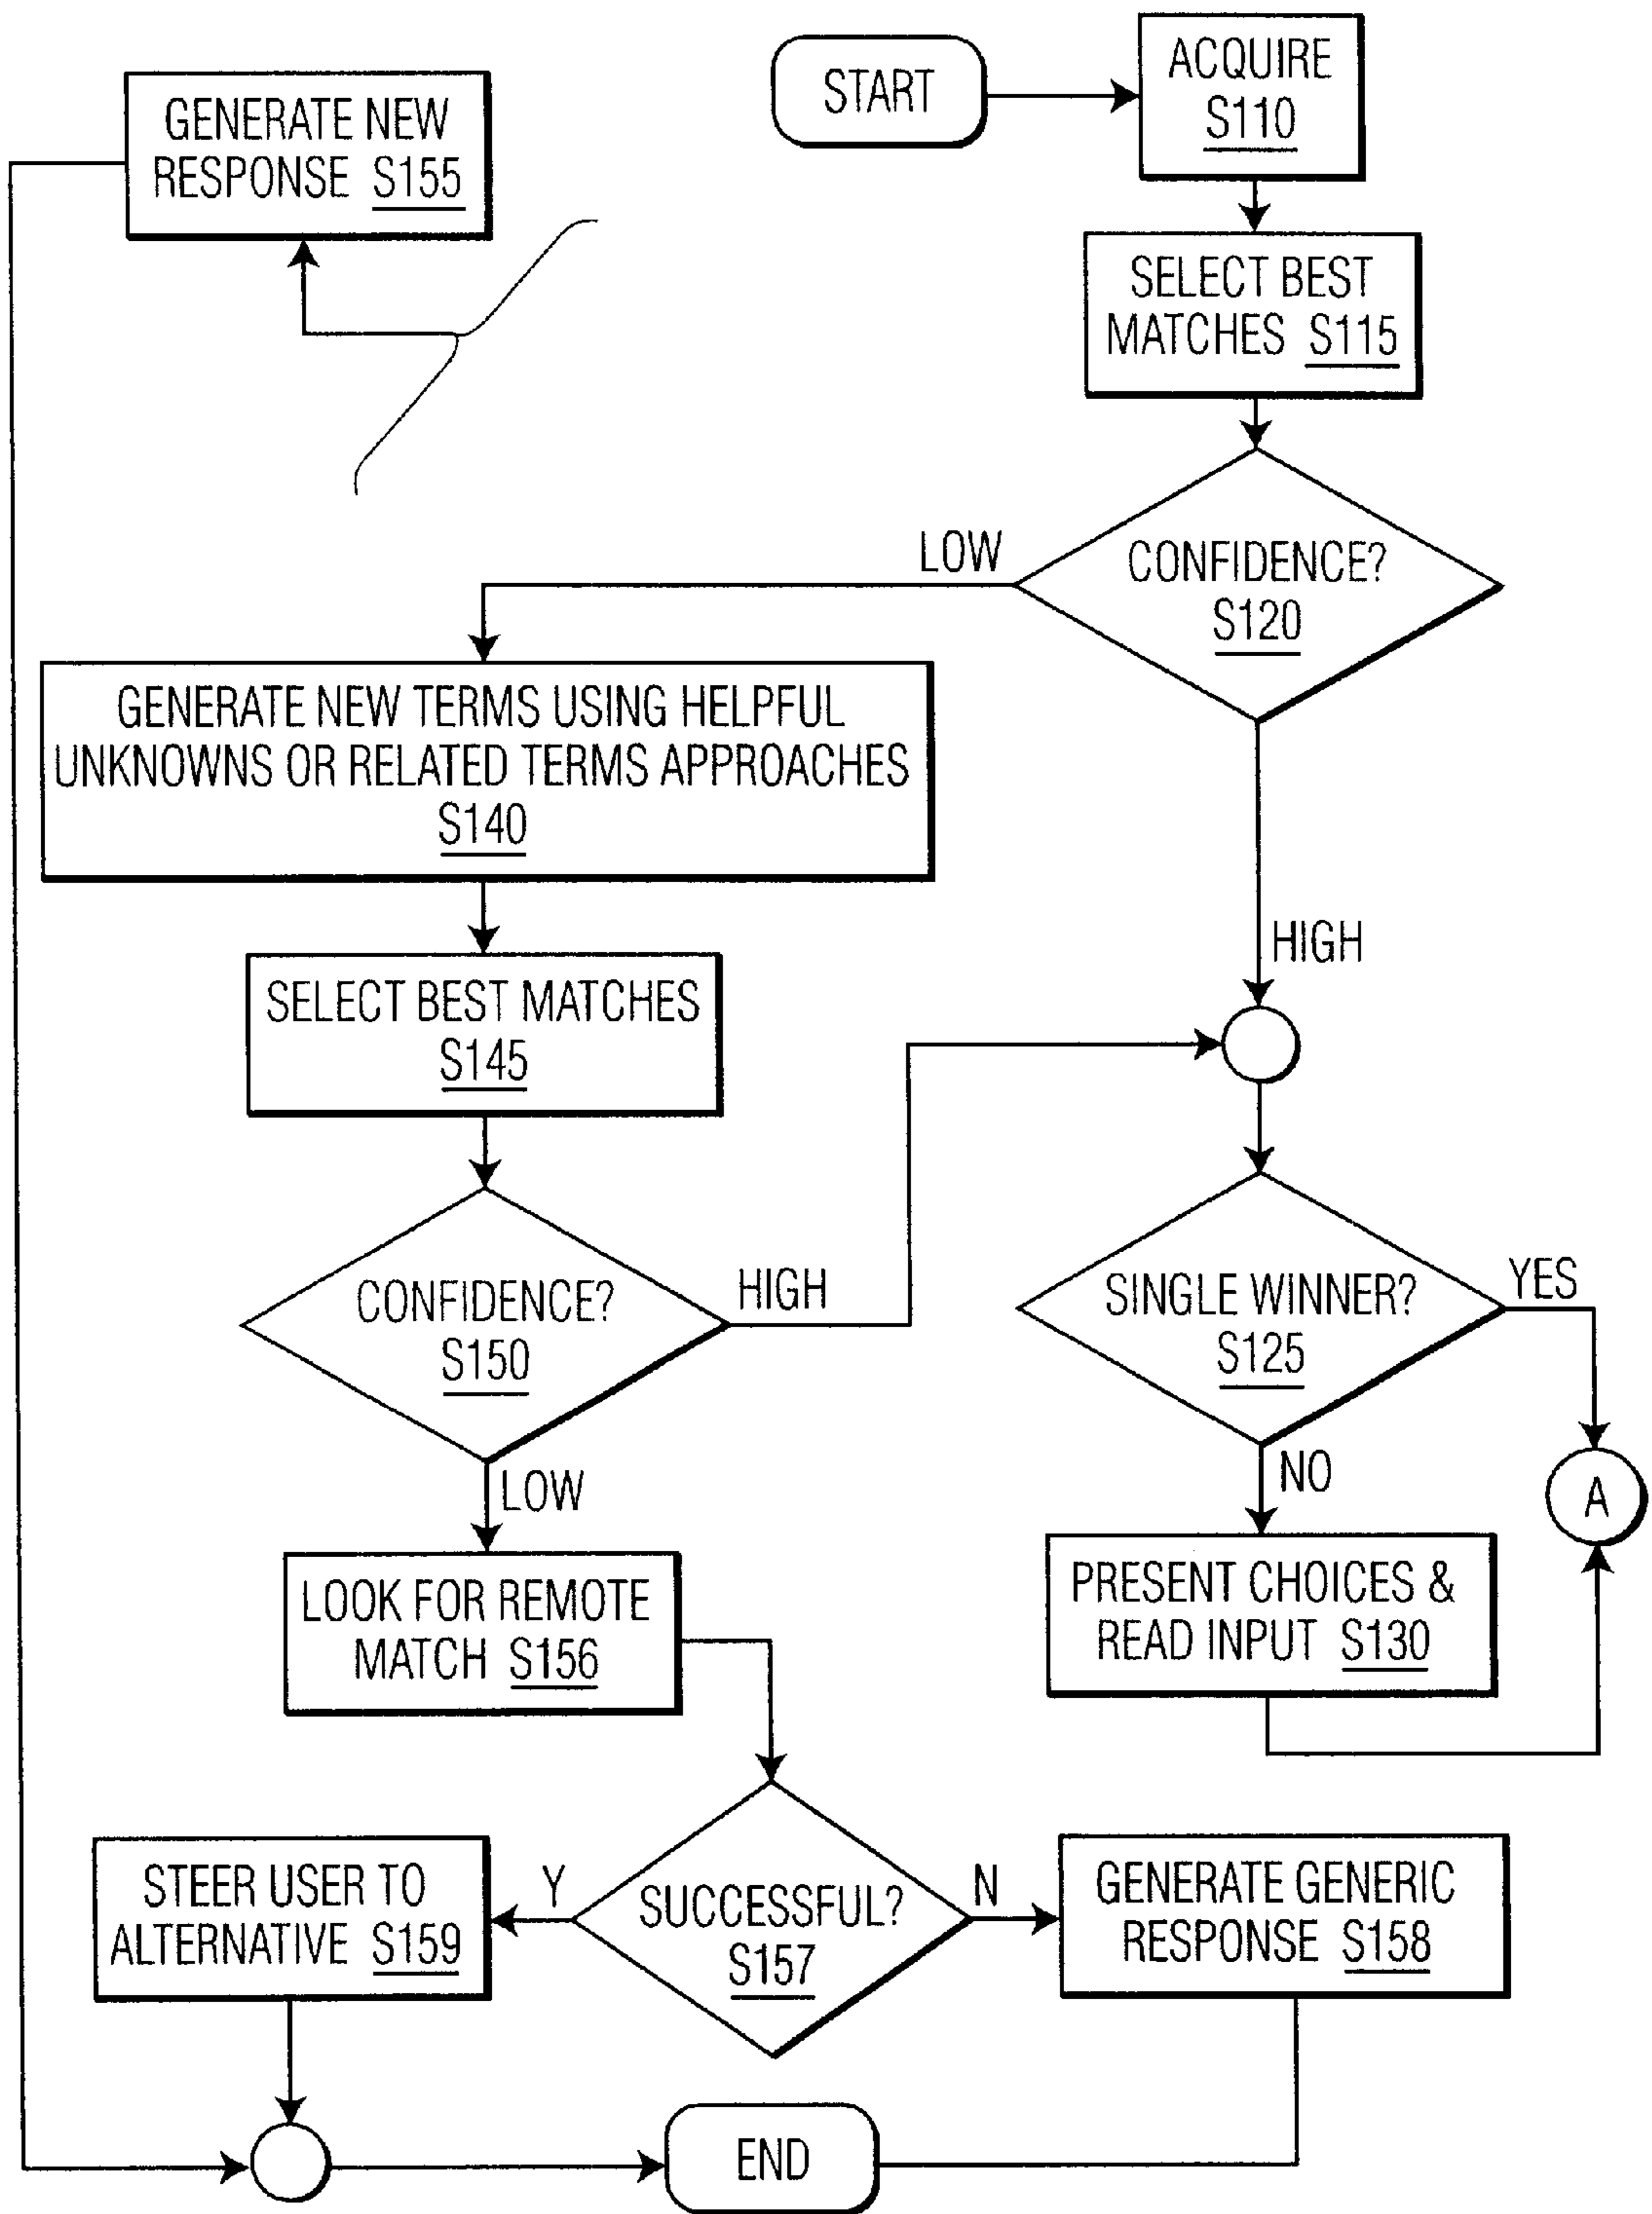 START
ACQUIRE
S110
GENERATE NEW
RESPONSE S155
SELECT BEST
MATCHES S115
LOW
CONFIDENCE?
S120
GENERATE NEW TERMS USING HELPFUL
UNKNOWNS OR RELATED TERMS APPROACHES
S140
HIGH
SELECT BEST MATCHES
S145
CONFIDENCE?
S150
HIGH
SINGLE WINNER?
S125
YES
LOW
NO
A
LOOK FOR REMOTE
MATCH S156
PRESENT CHOICES &
READ INPUT S130
STEER USER TO
ALTERNATIVE S159
Y
SUCCESSFUL?
S157
N
GENERATE GENERIC
RESPONSE S158
END